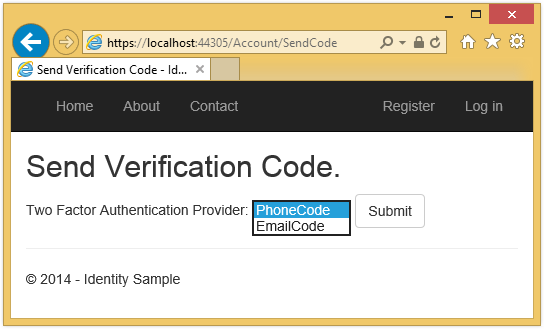 https://localhost:44305/Account/SendCode
Send Verification Code - Id...
Home About Contact Register Log in
Send Verification Code.
Two Factor Authentication Provider: PhoneCode Submit
EmailCode
© 2014 - Identity Sample